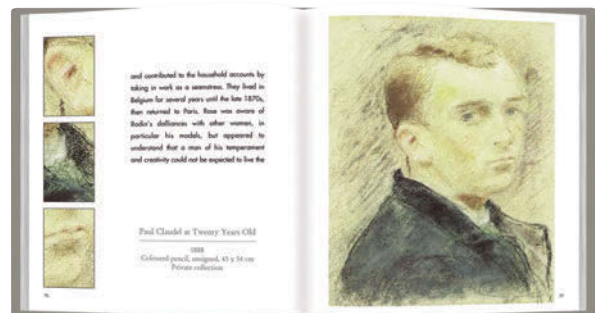 and contributed to the household accounts by
taking in work as a seamstress. They lived in
Belgium for several years until the late 1870s,
then returned to Paris. Rose was aware of
Rodin's dalliances with other women, in
particular his models, but appeared to
understand that a man of his temperament
and creativity could not be expected to live the
Paul Claudel at Twenty Years Old
1888
Coloured pencil, unsigned, 45 x 34 cm
Private collection